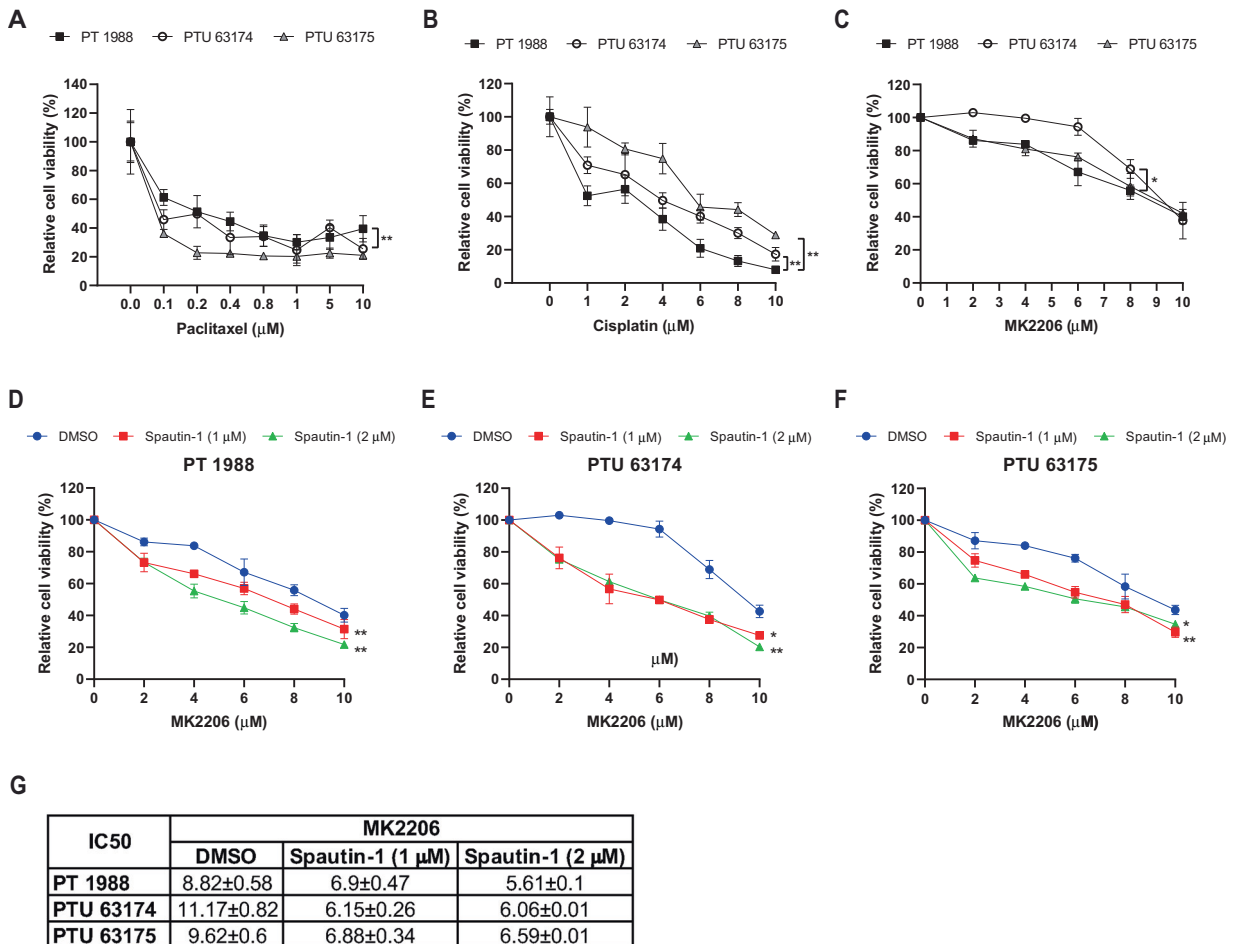 A
PT 1988 PTU 63174 PTU 63175
Relative cell viability (%)
140
120
100
80
60
40
20
0
0.0 0.1 0.2 0.4 0.8 1 5 10
**
Paclitaxel (μM)
B
PT 1988 PTU 63174 PTU 63175
Relative cell viability (%)
120
100
80
60
40
20
0
0 1 2 4 6 8 10
** **
Cisplatin (μM)
C
PT 1988 PTU 63174 PTU 63175
Relative cell viability (%)
120
100
80
60
40
20
0
0 1 2 3 4 5 6 7 8 9 10
*
MK2206 (μM)
D
DMSO Spautin-1 (1 μM) Spautin-1 (2 μM)
PT 1988
Relative cell viability (%)
120
100
80
60
40
20
0
0 2 4 6 8 10
**
**
MK2206 (μM)
E
DMSO Spautin-1 (1 μM) Spautin-1 (2 μM)
PTU 63174
Relative cell viability (%)
120
100
80
60
40
20
0
0 2 4 6 8 10
*
**
μM)
MK2206 (μM)
F
DMSO Spautin-1 (1 μM) Spautin-1 (2 μM)
PTU 63175
Relative cell viability (%)
120
100
80
60
40
20
0
0 2 4 6 8 10
*
**
MK2206 (μM)
G
IC50 MK2206
DMSO Spautin-1 (1 μM) Spautin-1 (2 μM)
PT 1988 8.82±0.58 6.9±0.47 5.61±0.1
PTU 63174 11.17±0.82 6.15±0.26 6.06±0.01
PTU 63175 9.62±0.6 6.88±0.34 6.59±0.01